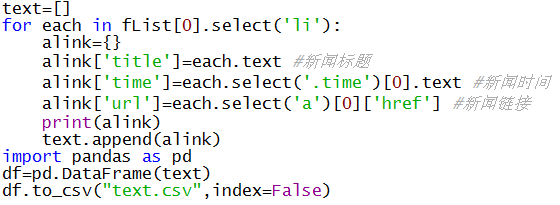 text=[]
for each in fList[0].select('li'):
    alink={}
    alink['title']=each.text #新闻标题
    alink['time']=each.select('.time')[0].text #新闻时间
    alink['url']=each.select('a')[0]['href'] #新闻链接
    print(alink)
    text.append(alink)
import pandas as pd
df=pd.DataFrame(text)
df.to_csv("text.csv",index=False)